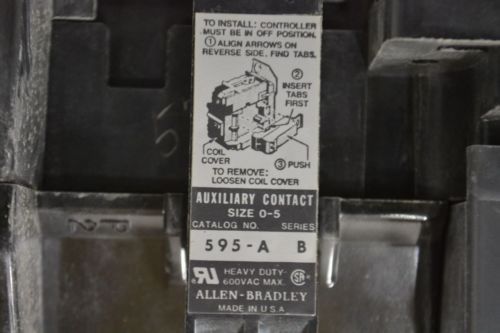 TO INSTALL: CONTROLLER
MUST BE IN OFF POSITION.
① ALIGN ARROWS ON
REVERSE SIDE, FIND TABS.
②
INSERT
TABS
FIRST
COIL
COVER
③ PUSH
TO REMOVE:
LOOSEN COIL COVER
AUXILIARY CONTACT
SIZE 0-5
CATALOG NO. SERIES
595-A B
HEAVY DUTY
600VAC MAX.
ALLEN-BRADLEY
MADE IN U.S.A